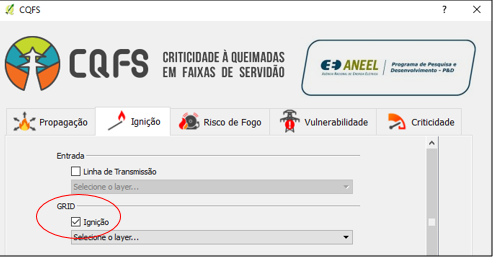 CQFS
? X
CQFS
CRITICIDADE À QUEIMADAS
EM FAIXAS DE SERVIDÃO
ANEEL
AGÊNCIA NACIONAL DE ENERGIA ELÉTRICA
Programa de Pesquisa e
Desenvolvimento - P&D
Propagação
Ignição
Risco de Fogo
Vulnerabilidade
Criticidade
Entrada
Linha de Transmissão
Selecione o layer...
GRID
Ignição
Selecione o layer...